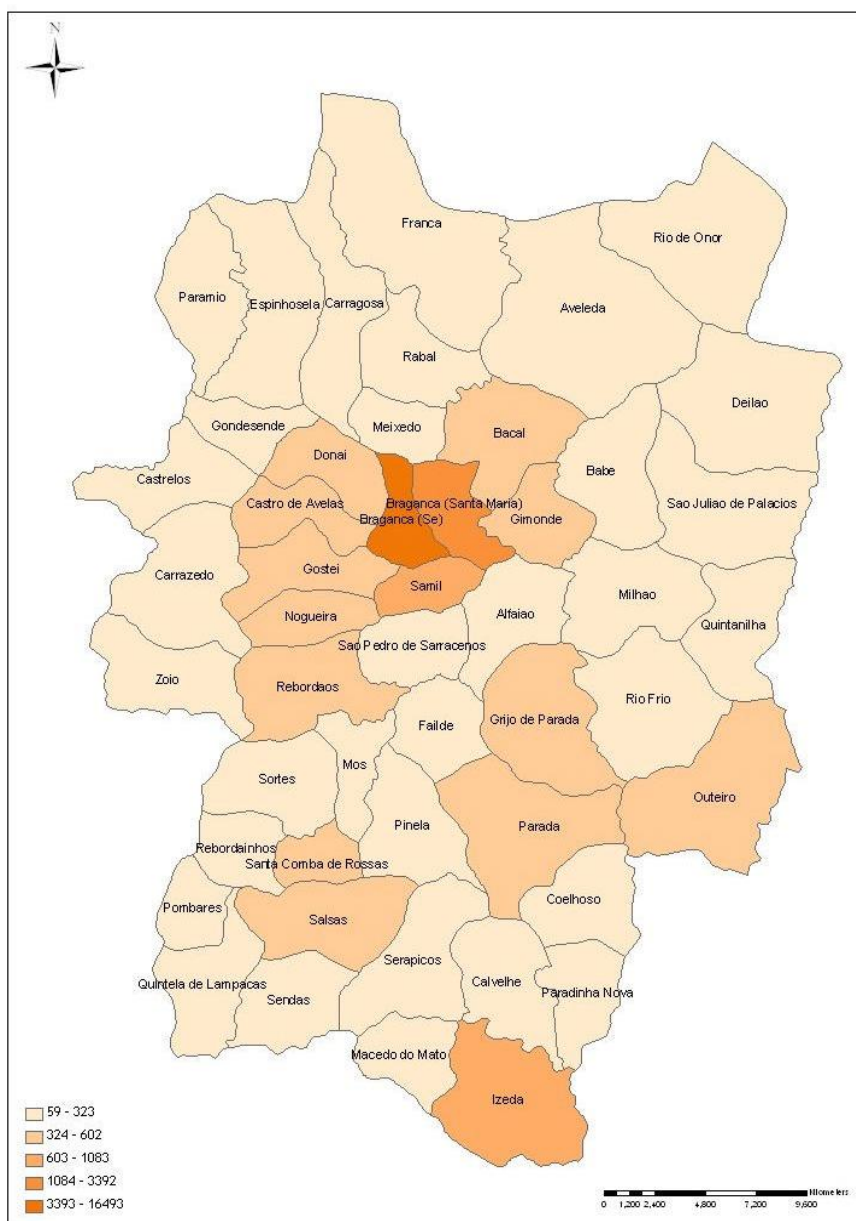 N
Franca
Rio de Onor
Paramio
Espinhosela
Carragosa
Aveleda
Rabal
Deilao
Gondesende
Meixedo
Bacal
Donai
Babe
Castrelos
Castro de Avelas
Braganca (Santa Maria)
Sao Juliao de Palacios
Braganca (Se)
Gimonde
Carrazedo
Gostei
Samil
Milhao
Nogueira
Alfaiao
Quintanilha
Sao Pedro de Sarracenos
Zoio
Rebordaos
Rio Frio
Failde
Grijo de Parada
Mos
Sortes
Outeiro
Pinela
Parada
Rebordainhos
Santa Comba de Rossas
Pombares
Coelhoso
Salsas
Serapicos
Quintela de Lampacas
Calvelhe
Paradinha Nova
Sendas
Macedo do Mato
Izeda
59 - 323
324 - 602
603 - 1083
1084 - 3392
3393 - 16493
Kilometers
0 1,200 2,400 4,800 7,200 9,600